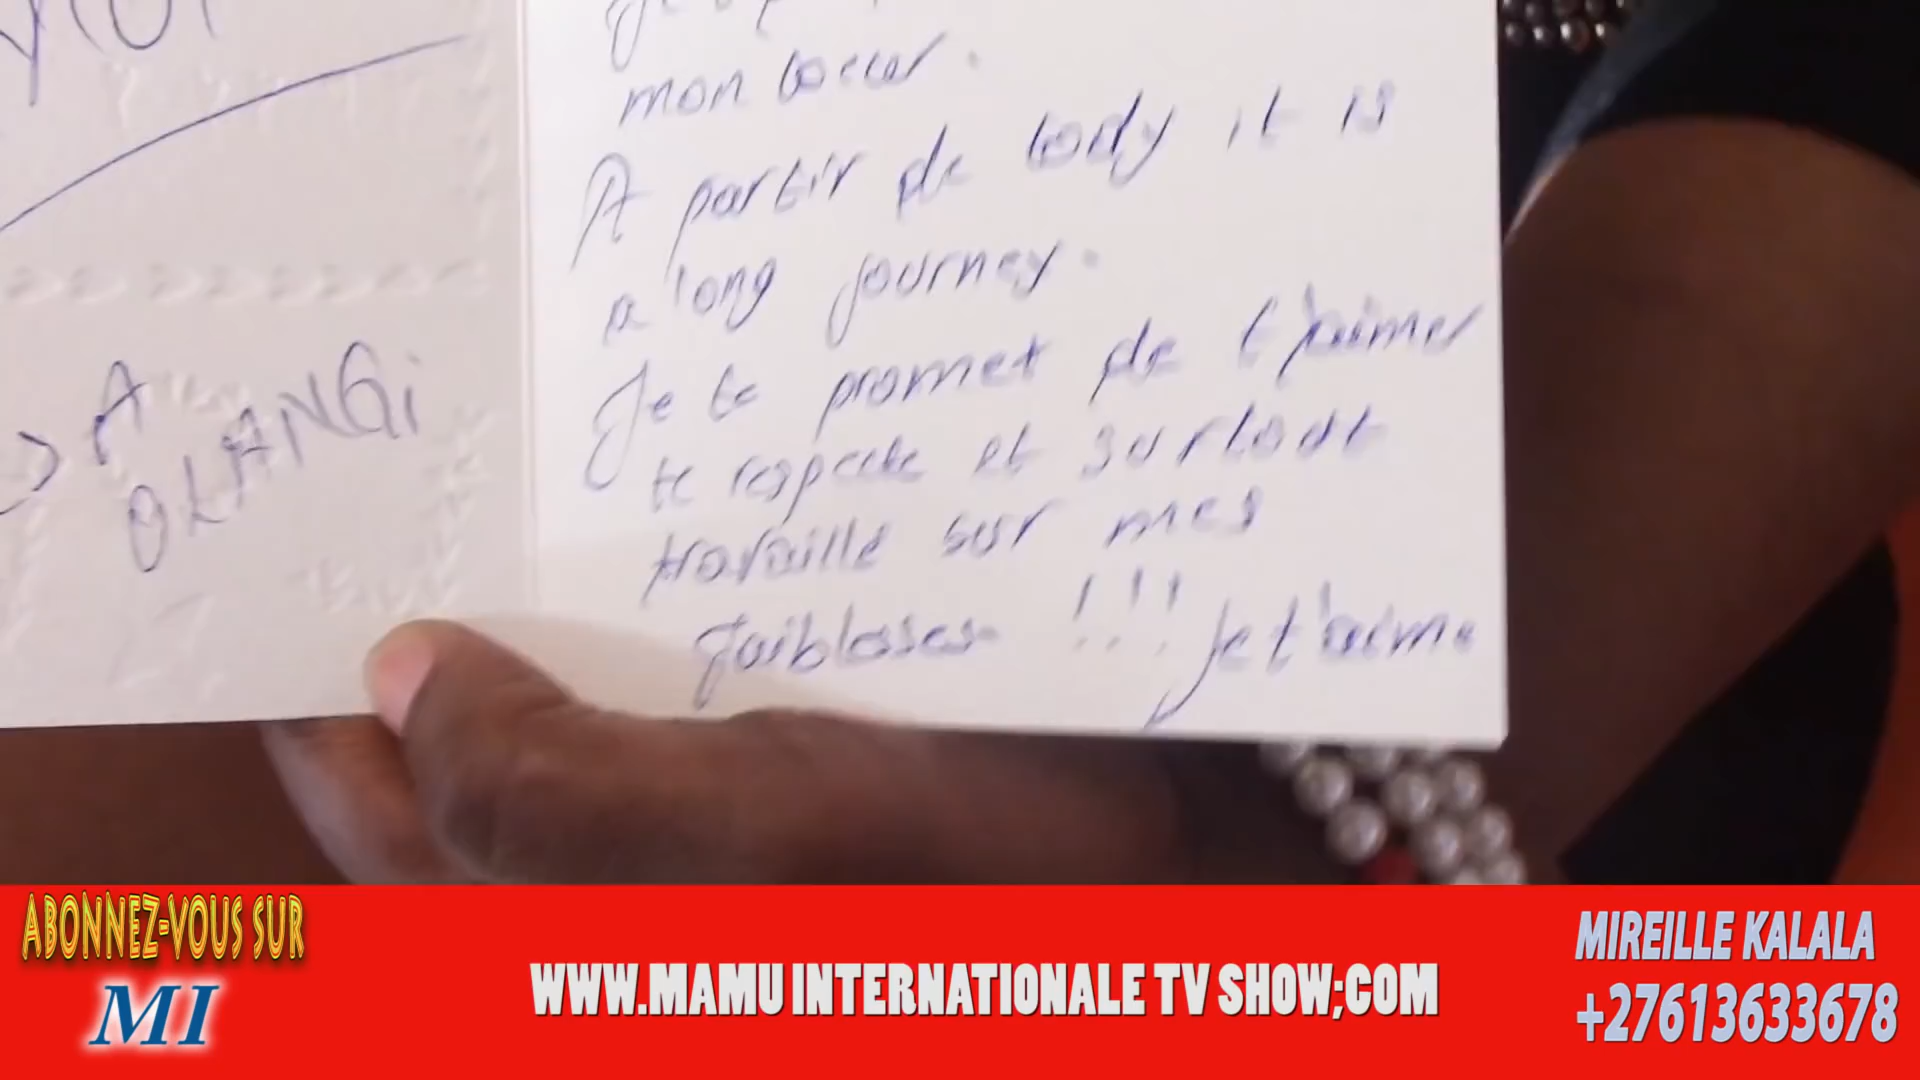 A
OLANGi
mon coeur.
A partir de tody it is
a long journey.
Je te promet de t'aimer
te respecte et surtout
travaille sur mes
faiblesses !!! Je t'aime
ABONNEZ-VOUS SUR
MI
WWW.MAMU INTERNATIONALE TV SHOW;COM
MIREILLE KALALA
+27613633678